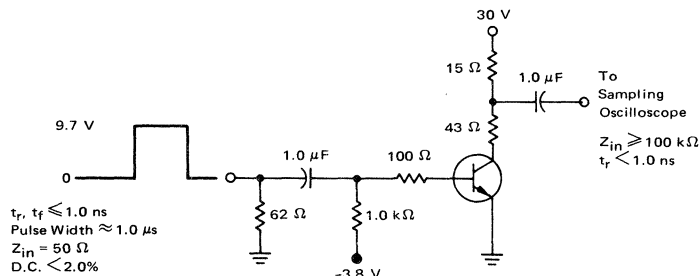 30 V
15 Ω
1.0 μF
To
Sampling
Oscilloscope
Z_in ≥ 100 kΩ
t_r < 1.0 ns
43 Ω
9.7 V
0
1.0 μF
100 Ω
62 Ω
1.0 kΩ
-3.8 V
t_r, t_f ≤ 1.0 ns
Pulse Width ≈ 1.0 μs
Z_in = 50 Ω
D.C. < 2.0%